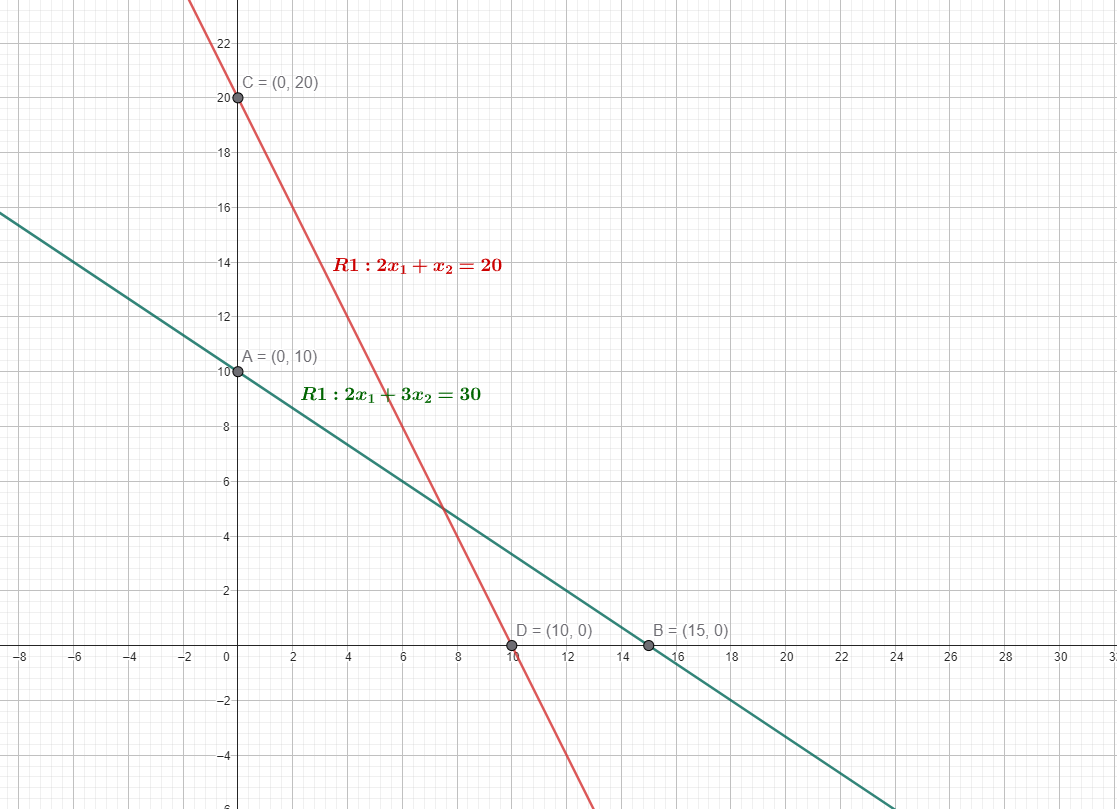 22
C = (0, 20)
20
18
16
14
R1 : 2x₁ + x₂ = 20
12
A = (0, 10)
10
R1 : 2x₁ + 3x₂ = 30
8
6
4
2
D = (10, 0)
B = (15, 0)
−8 −6 −4 −2 0 2 4 6 8 10 12 14 16 18 20 22 24 26 28 30
−2
−4